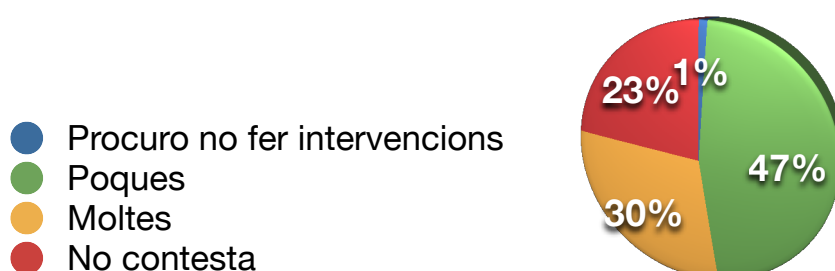 Procuro no fer intervencions
Poques
Moltes
No contesta
1%
23%
47%
30%